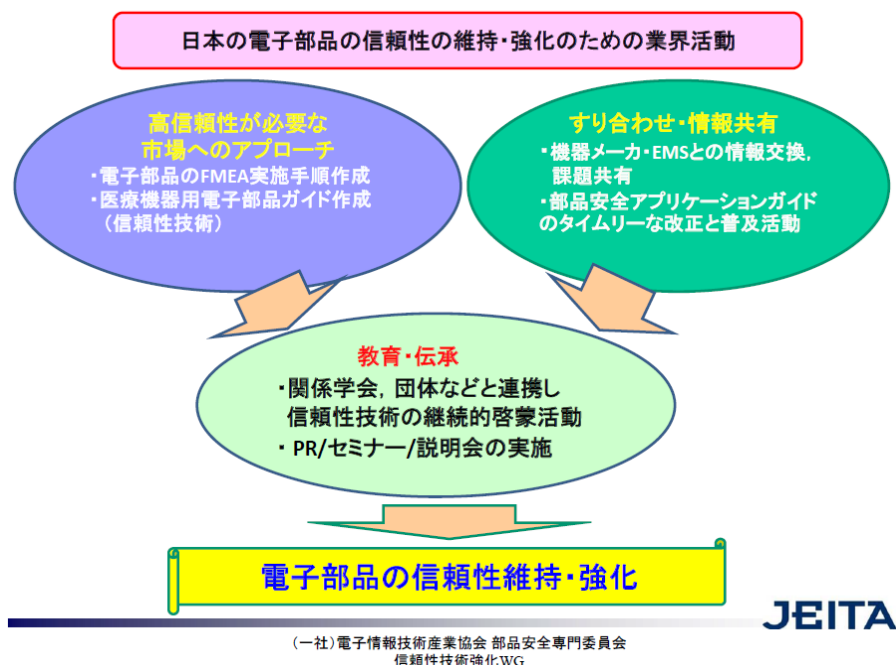 日本の電子部品の信頼性の維持・強化のための業界活動
高信頼性が必要な
市場へのアプローチ
・電子部品のFMEA実施手順作成
・医療機器用電子部品ガイド作成
（信頼性技術）
すり合わせ・情報共有
・機器メーカ・EMSとの情報交換，
課題共有
・部品安全アプリケーションガイド
のタイムリーな改正と普及活動
教育・伝承
・関係学会，団体などと連携し
信頼性技術の継続的啓蒙活動
・ PR/セミナー/説明会の実施
電子部品の信頼性維持・強化
JEITA
（一社）電子情報技術産業協会 部品安全専門委員会
信頼性技術強化WG